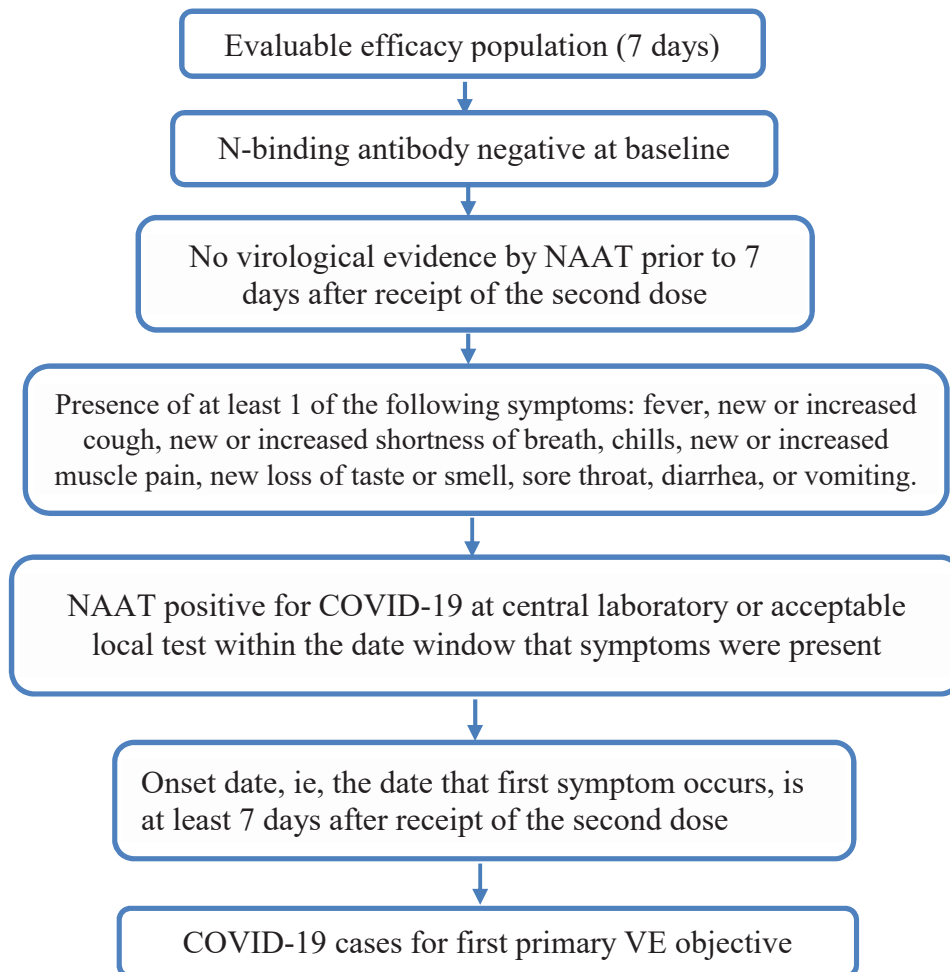 Evaluable efficacy population (7 days)
N-binding antibody negative at baseline
No virological evidence by NAAT prior to 7
days after receipt of the second dose
Presence of at least 1 of the following symptoms: fever, new or increased
cough, new or increased shortness of breath, chills, new or increased
muscle pain, new loss of taste or smell, sore throat, diarrhea, or vomiting.
NAAT positive for COVID-19 at central laboratory or acceptable
local test within the date window that symptoms were present
Onset date, ie, the date that first symptom occurs, is
at least 7 days after receipt of the second dose
COVID-19 cases for first primary VE objective